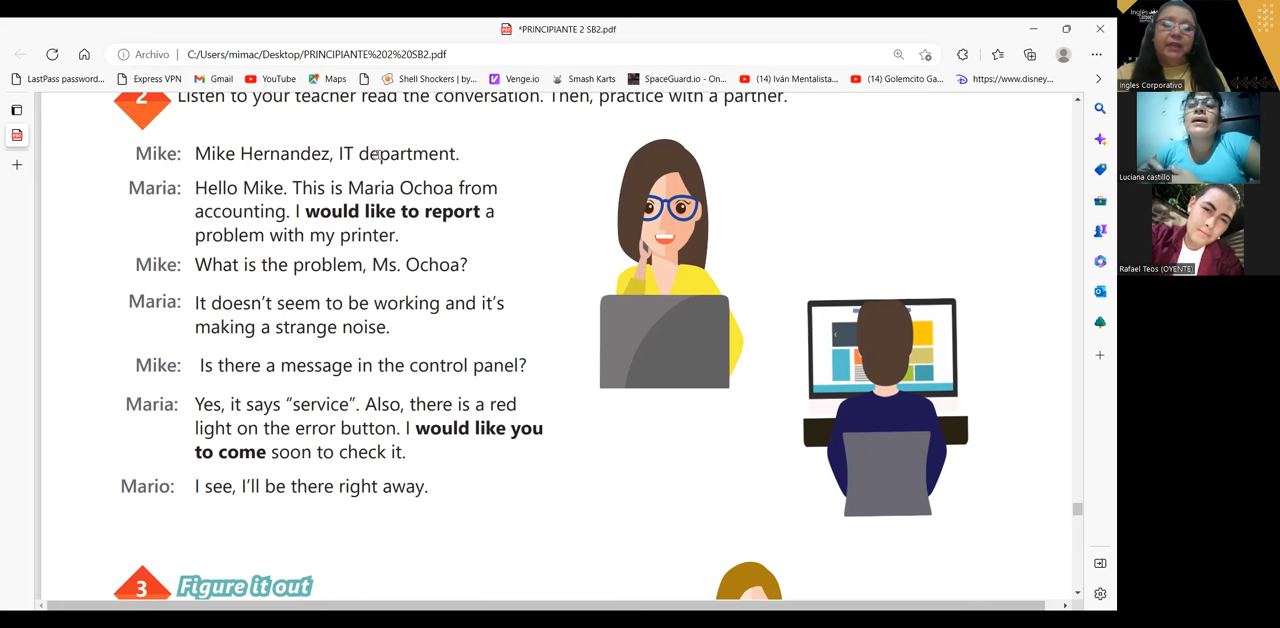 *PRINCIPIANTE 2 SB2.pdf
Archivo | C:/Users/mimac/Desktop/PRINCIPIANTE%202%20SB2.pdf
LastPass password... Express VPN Gmail YouTube Maps Shell Shockers | by... Venge.io Smash Karts SpaceGuard.io - On... (14) Iván Mentalista... (14) Golemcito Ga... https://www.disney...
2 Listen to your teacher read the conversation. Then, practice with a partner.
Mike: Mike Hernandez, IT department.
Maria: Hello Mike. This is Maria Ochoa from
accounting. I would like to report a
problem with my printer.
Mike: What is the problem, Ms. Ochoa?
Maria: It doesn't seem to be working and it's
making a strange noise.
Mike: Is there a message in the control panel?
Maria: Yes, it says “service”. Also, there is a red
light on the error button. I would like you
to come soon to check it.
Mario: I see, I'll be there right away.
3 Figure it out
Inglés
Ingles Corporativo
Luciana castillo
Rafael Teos (OYENTE)